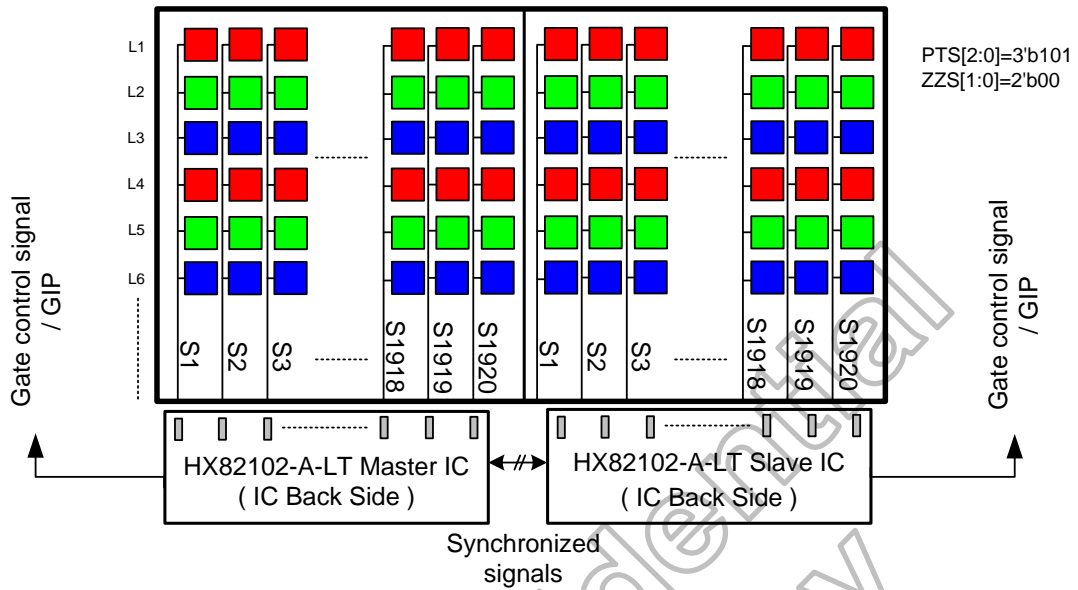 L1
L2
L3
L4
L5
L6
PTS[2:0]=3'b101
ZZS[1:0]=2'b00
Gate control signal
/ GIP
S1
S2
S3
S1918
S1919
S1920
S1
S2
S3
S1918
S1919
S1920
Gate control signal
/ GIP
HX82102-A-LT Master IC
( IC Back Side )
HX82102-A-LT Slave IC
( IC Back Side )
Synchronized
signals
dential
y